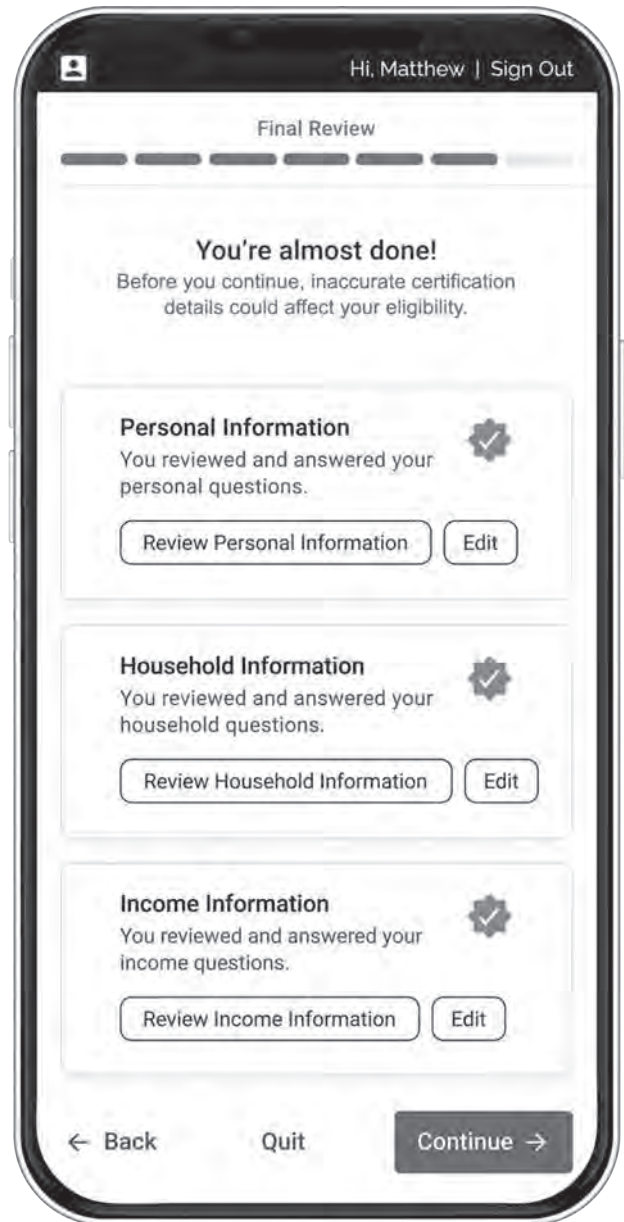 Hi, Matthew | Sign Out
Final Review
You're almost done!
Before you continue, inaccurate certification
details could affect your eligibility.
Personal Information
You reviewed and answered your
personal questions.
Review Personal Information Edit
Household Information
You reviewed and answered your
household questions.
Review Household Information Edit
Income Information
You reviewed and answered your
income questions.
Review Income Information Edit
← Back Quit Continue →